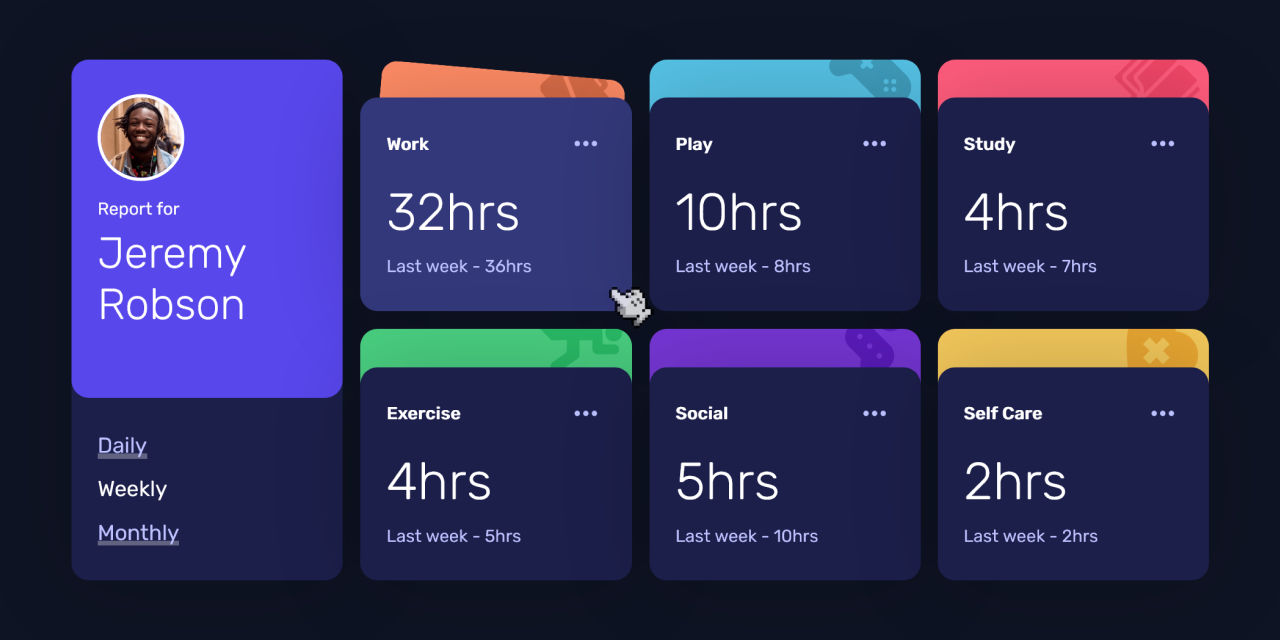 Report for
Jeremy
Robson
Daily
Weekly
Monthly
Work
32hrs
Last week - 36hrs
Play
10hrs
Last week - 8hrs
Study
4hrs
Last week - 7hrs
Exercise
4hrs
Last week - 5hrs
Social
5hrs
Last week - 10hrs
Self Care
2hrs
Last week - 2hrs